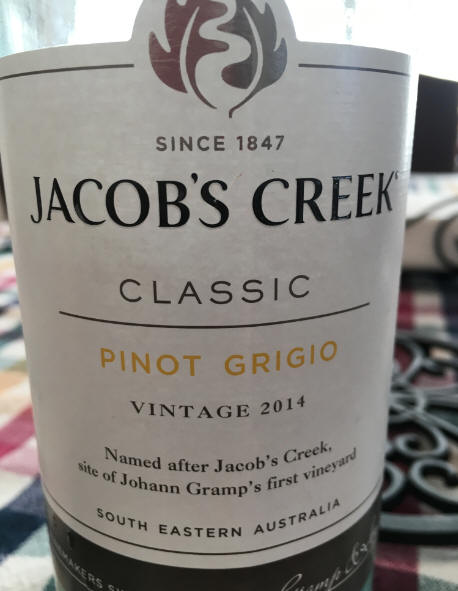 SINCE 1847
JACOB'S CREEK
CLASSIC
PINOT GRIGIO
VINTAGE 2014
Named after Jacob's Creek,
site of Johann Gramp's first vineyard
SOUTH EASTERN AUSTRALIA